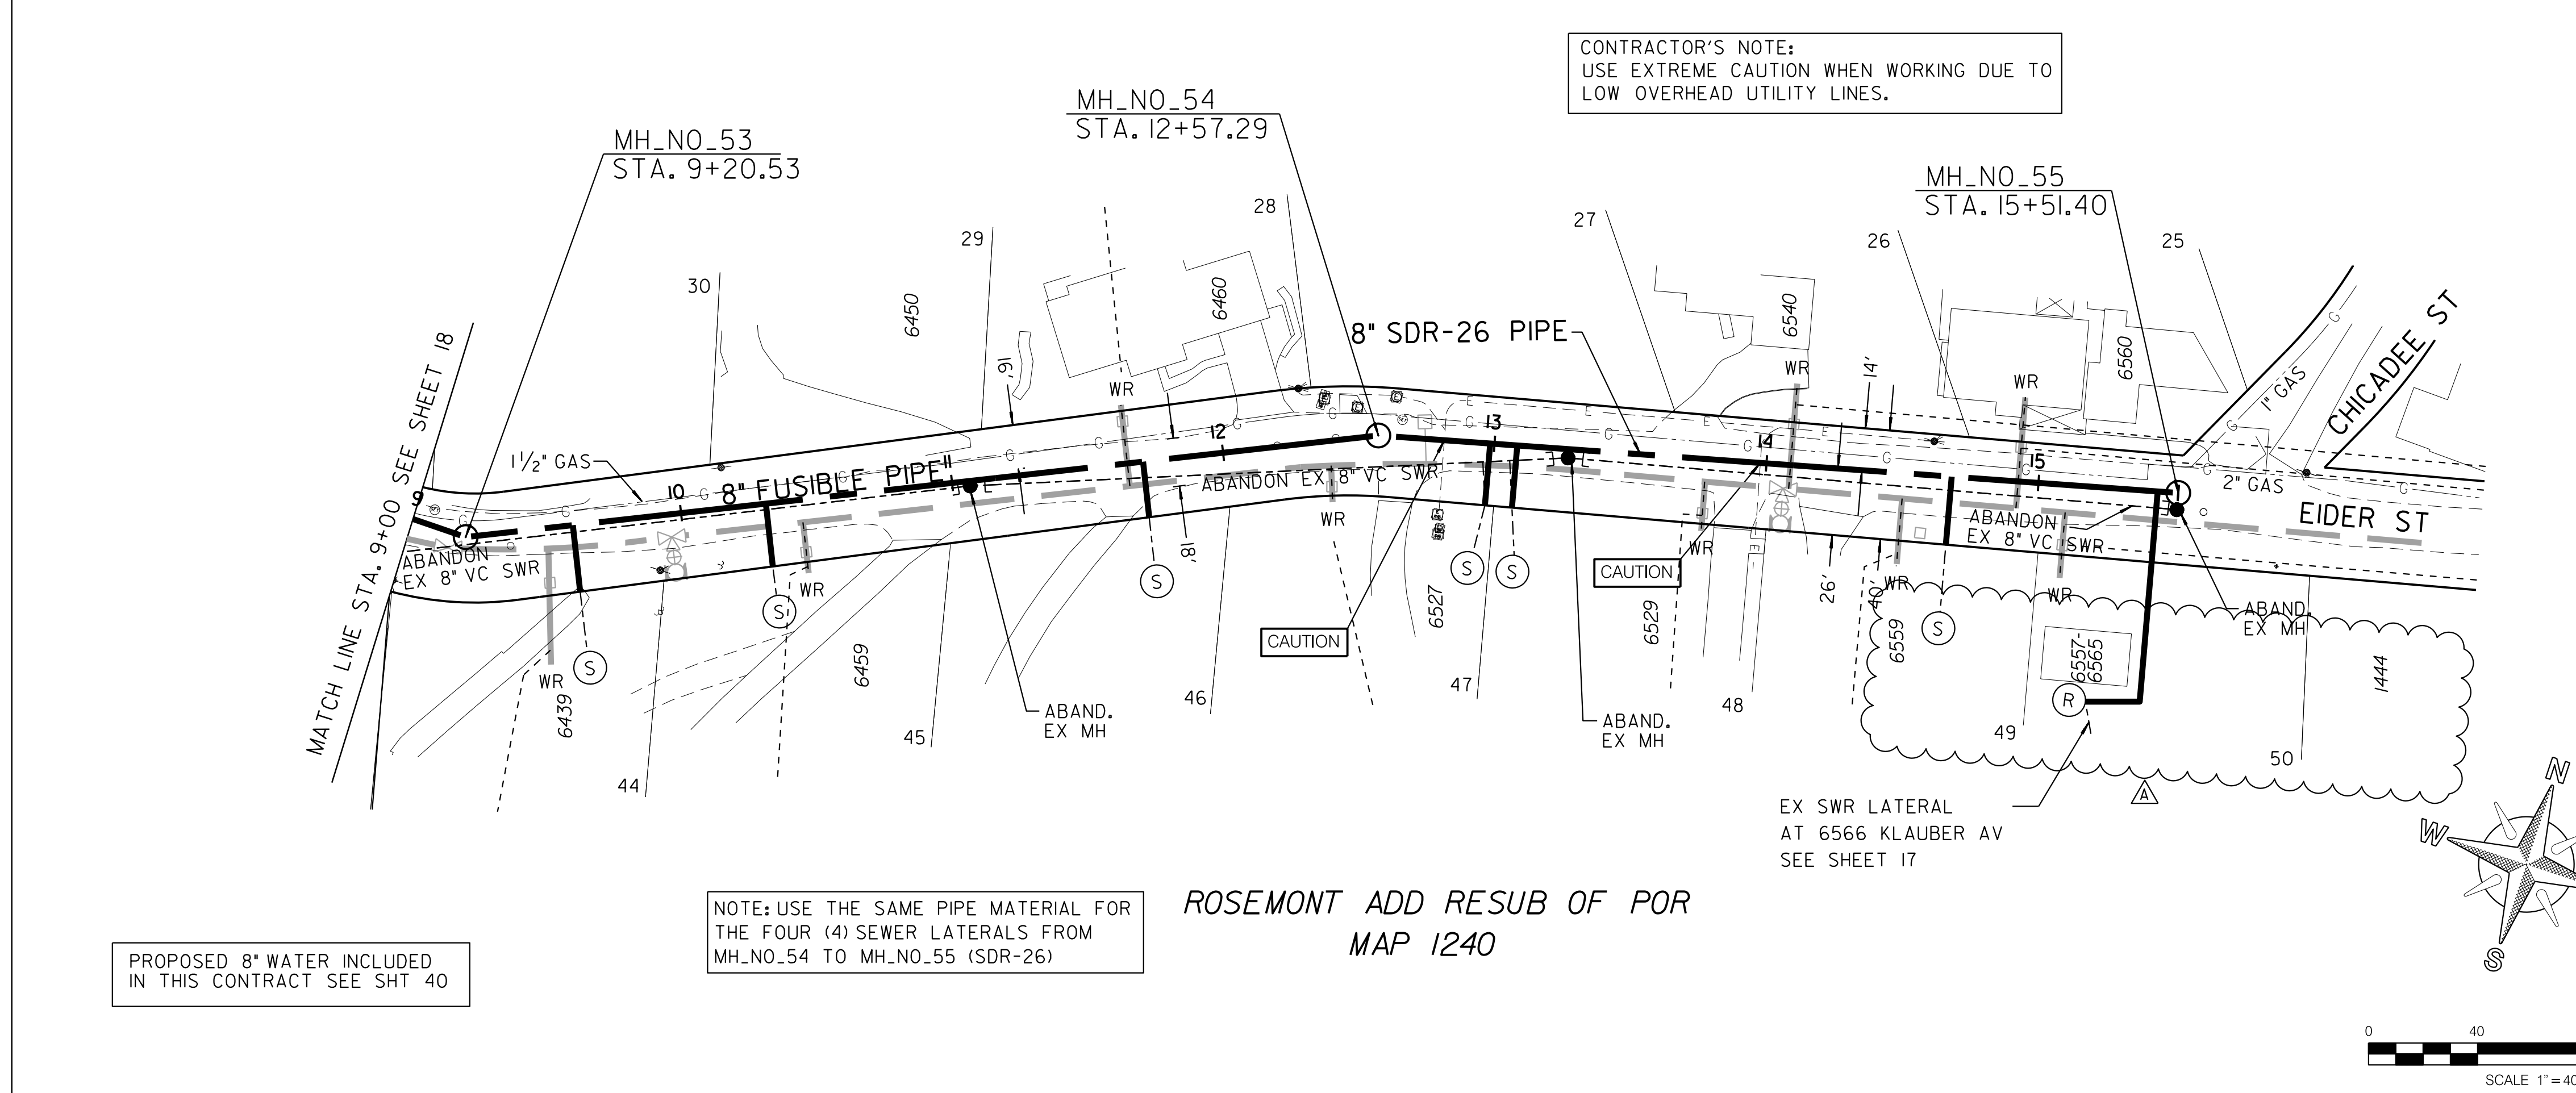 CONTRACTOR'S NOTE:
USE EXTREME CAUTION WHEN WORKING DUE TO
LOW OVERHEAD UTILITY LINES.
MH_NO_53
STA. 9+20.53
MH_NO_54
STA. 12+57.29
MH_NO_55
STA. 15+51.40
30
29
28
27
26
25
6450
6460
6540
6560
MATCH LINE STA. 9+00 SEE SHEET 18
1 1/2" GAS
8" FUSIBLE PIPE"
8" SDR-26 PIPE
1" GAS
2" GAS
CHICADEE ST
EIDER ST
9
10
12
13
14
15
16'
18'
14'
26'
40'
WR
WR
WR
WR
WR
WR
WR
WR
WR
G
G
G
G
G
G
G
G
G
G
G
G
G
E
E
E
E
E
ABANDON
EX 8" VC SWR
ABANDON EX 8" VC SWR
ABANDON
EX 8" VC SWR
S
S
S
S
S
S
R
CAUTION
CAUTION
ABAND.
EX MH
ABAND.
EX MH
ABAND.
EX MH
6439
6459
6527
6529
6559
6557-
6565
1444
44
45
46
47
48
49
50
A
EX SWR LATERAL
AT 6566 KLAUBER AV
SEE SHEET 17
N
W
S
NOTE: USE THE SAME PIPE MATERIAL FOR
THE FOUR (4) SEWER LATERALS FROM
MH_NO_54 TO MH_NO_55 (SDR-26)
ROSEMONT ADD RESUB OF POR
MAP 1240
PROPOSED 8" WATER INCLUDED
IN THIS CONTRACT SEE SHT 40
0
40
SCALE 1"=40